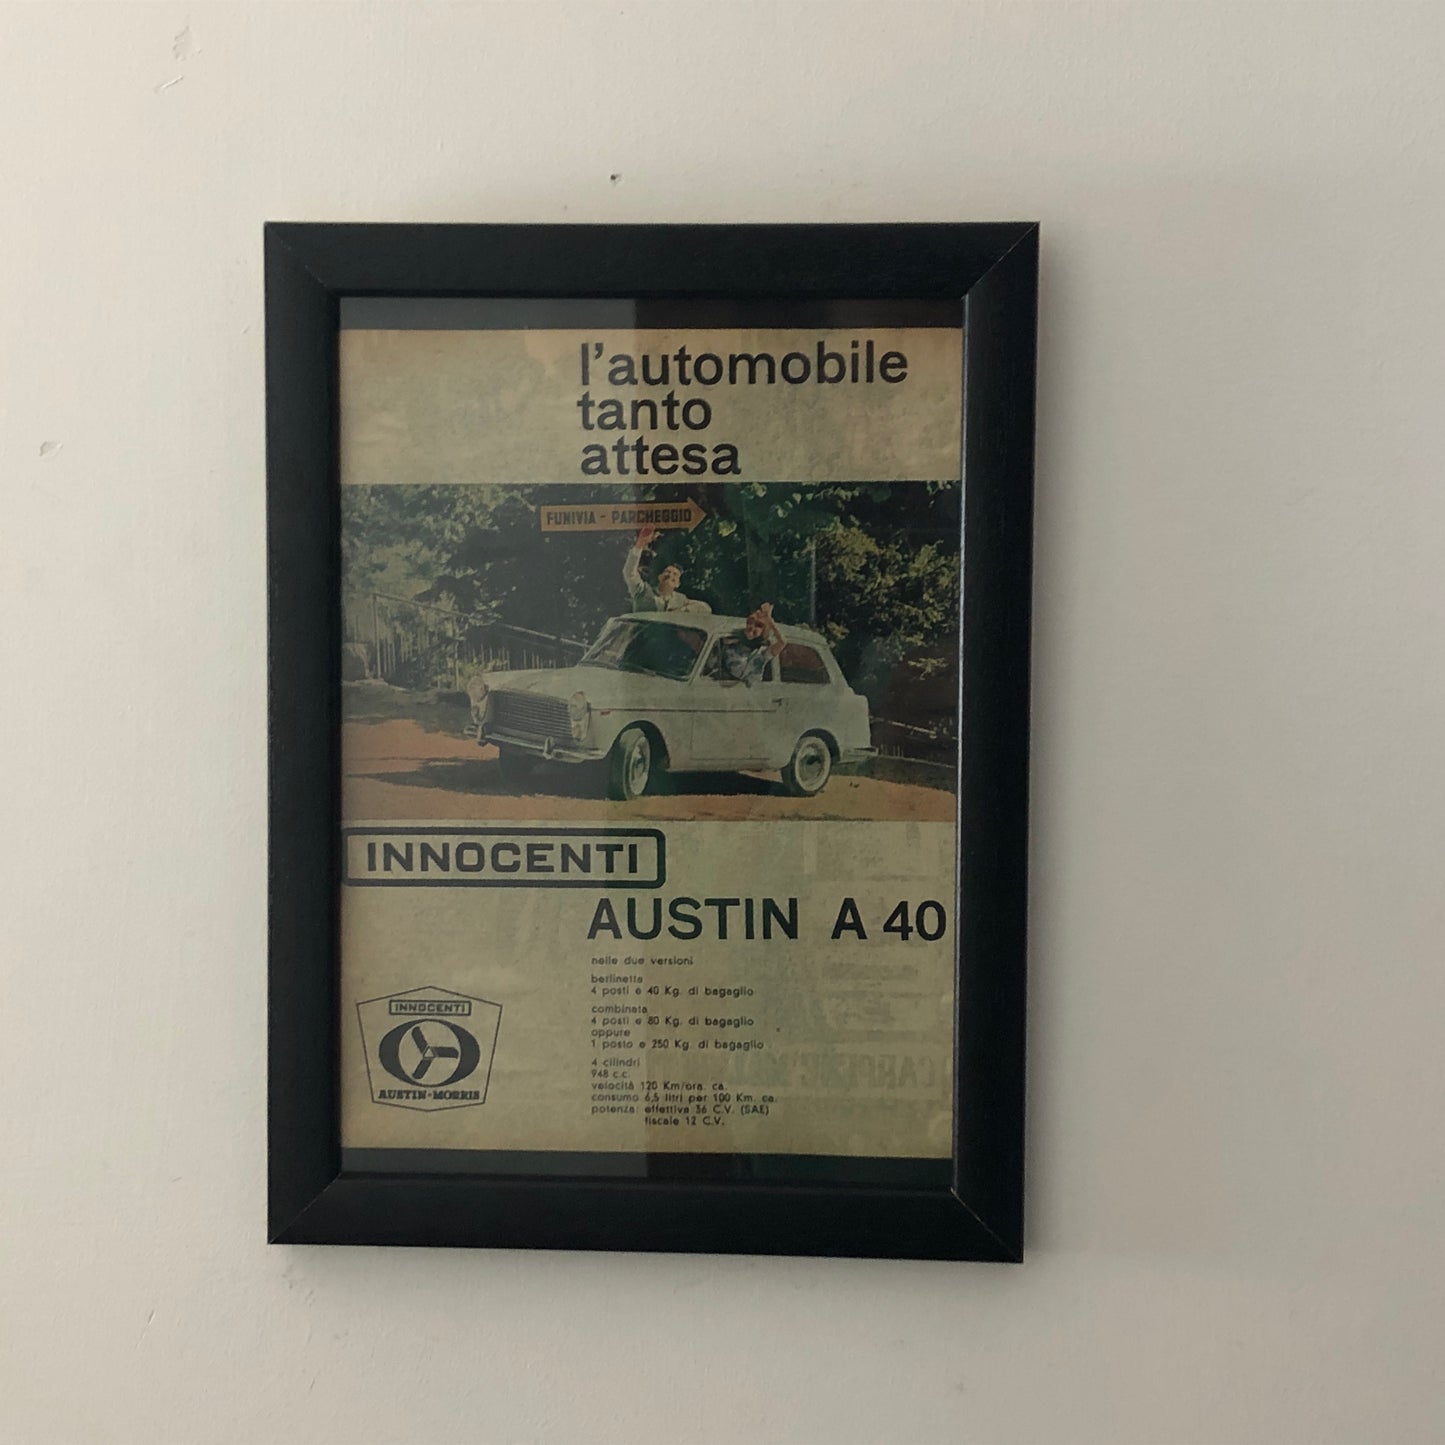 l'automobile
tanto
attesa
FUNIVIA - PARCHEGGIO
INNOCENTI
AUSTIN A 40
nelle due versioni
berlinetta
4 posti e 40 Kg. di bagaglio
combinata
4 posti e 80 Kg. di bagaglio
oppure
1 posto e 250 Kg. di bagaglio
4 cilindri
948 c.c.
velocità 120 Km/ora. ca.
consumo 6,5 litri per 100 Km. ca.
potenza: effettiva 36 C.V. (SAE)
fiscale 12 C.V.
INNOCENTI
AUSTIN-MORRIS